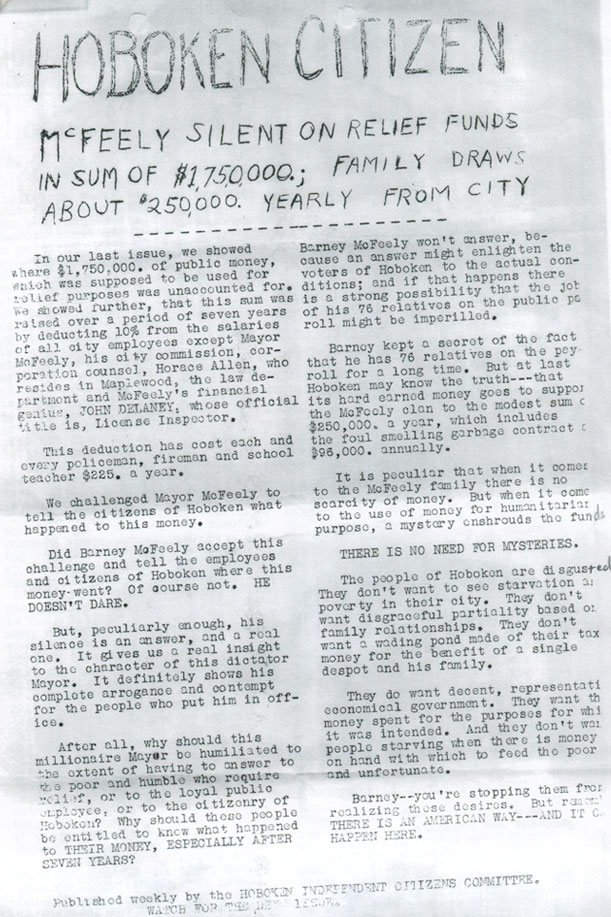 HOBOKEN CITIZEN
McFEELY SILENT ON RELIEF FUNDS
IN SUM OF $1,750,000.; FAMILY DRAWS
ABOUT $250,000. YEARLY FROM CITY
In our last issue, we showed
where $1,750,000. of public money,
which was supposed to be used for
relief purposes was unaccounted for.
We showed further, that this sum was
raised over a period of seven years
by deducting 10% from the salaries
of all city employees except Mayor
McFeely, his city commission, cor-
poration counsel, Horace Allen, who
resides in Maplewood, the law de-
partment and McFeely's financial
genius, JOHN DELANEY, whose official
title is, License Inspector.
This deduction has cost each and
every policeman, fireman and school
teacher $225. a year.
We challenged Mayor McFeely to
tell the citizens of Hoboken what
happened to this money.
Did Barney McFeely accept this
challenge and tell the employees
and citizens of Hoboken where this
money-went? Of course not. HE
DOESN'T DARE.
But, peculiarly enough, his
silence is an answer, and a real
one. It gives us a real insight
to the character of this dictator
Mayor. It definitely shows his
complete arrogance and contempt
for the people who put him in off-
ice.
After all, why should this
millionaire Mayor be humiliated to
the extent of having to answer to
the poor and humble who require
relief, or to the loyal public
employee, or to the citizenry of
Hoboken? Why should these people
be entitled to know what happened
to THEIR MONEY, ESPECIALLY AFTER
SEVEN YEARS?
Barney McFeely won't answer, be-
cause an answer might enlighten the
voters of Hoboken to the actual con-
ditions; and if that happens there
is a strong possibility that the job
of his 76 relatives on the public pa
roll might be imperilled.
Barney kept a secret of the fact
that he has 76 relatives on the pay-
roll for a long time. But at last
Hoboken may know the truth---that
its hard earned money goes to suppor
the McFeely clan to the modest sum o
$250,000. a year, which includes
the foul smelling garbage contract
$96,000. annually.
It is peculiar that when it comes
to the McFeely family there is no
scarcity of money. But when it come
to the use of money for humanitarian
purpose, a mystery enshrouds the funds
THERE IS NO NEED FOR MYSTERIES.
The people of Hoboken are disgusted
They don't want to see starvation a
poverty in their city. They don't
want disgraceful partiality based o
family relationships. They don't
want a wading pond made of their tax
money for the benefit of a single
despot and his family.
They do want decent, representati
economical government. They want th
money spent for the purposes for whi
it was intended. And they don't wan
people starving when there is money
on hand with which to feed the poor
and unfortunate.
Barney--you're stopping them from
realizing these desires. But remem
THERE IS AN AMERICAN WAY---AND IT C
HAPPEN HERE.
Published weekly by the HOBOKEN INDEPENDENT CITIZENS COMMITTEE.
WATCH FOR THE NEXT ISSUE.